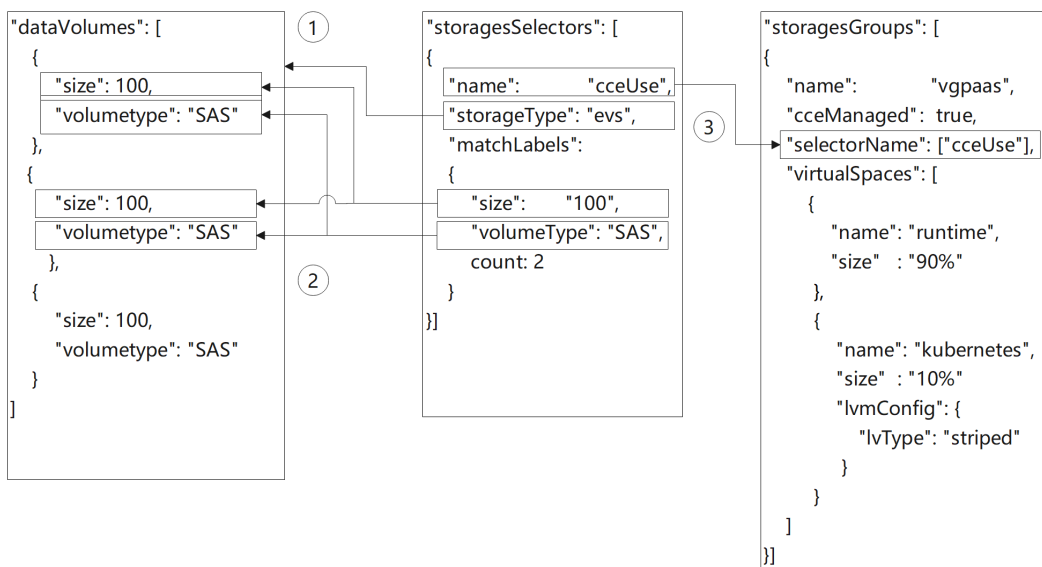 "dataVolumes": [
{
"size": 100,
"volumetype": "SAS"
},
{
"size": 100,
"volumetype": "SAS"
},
{
"size": 100,
"volumetype": "SAS"
}
]
1
2
"storagesSelectors": [
{
"name": "cceUse",
"storageType": "evs",
"matchLabels":
{
"size": "100",
"volumeType": "SAS",
count: 2
}
}]
3
"storagesGroups": [
{
"name": "vgpaas",
"cceManaged": true,
"selectorName": ["cceUse"],
"virtualSpaces": [
{
"name": "runtime",
"size" : "90%"
},
{
"name": "kubernetes",
"size" : "10%"
"lvmConfig": {
"lvType": "striped"
}
}
]
}]